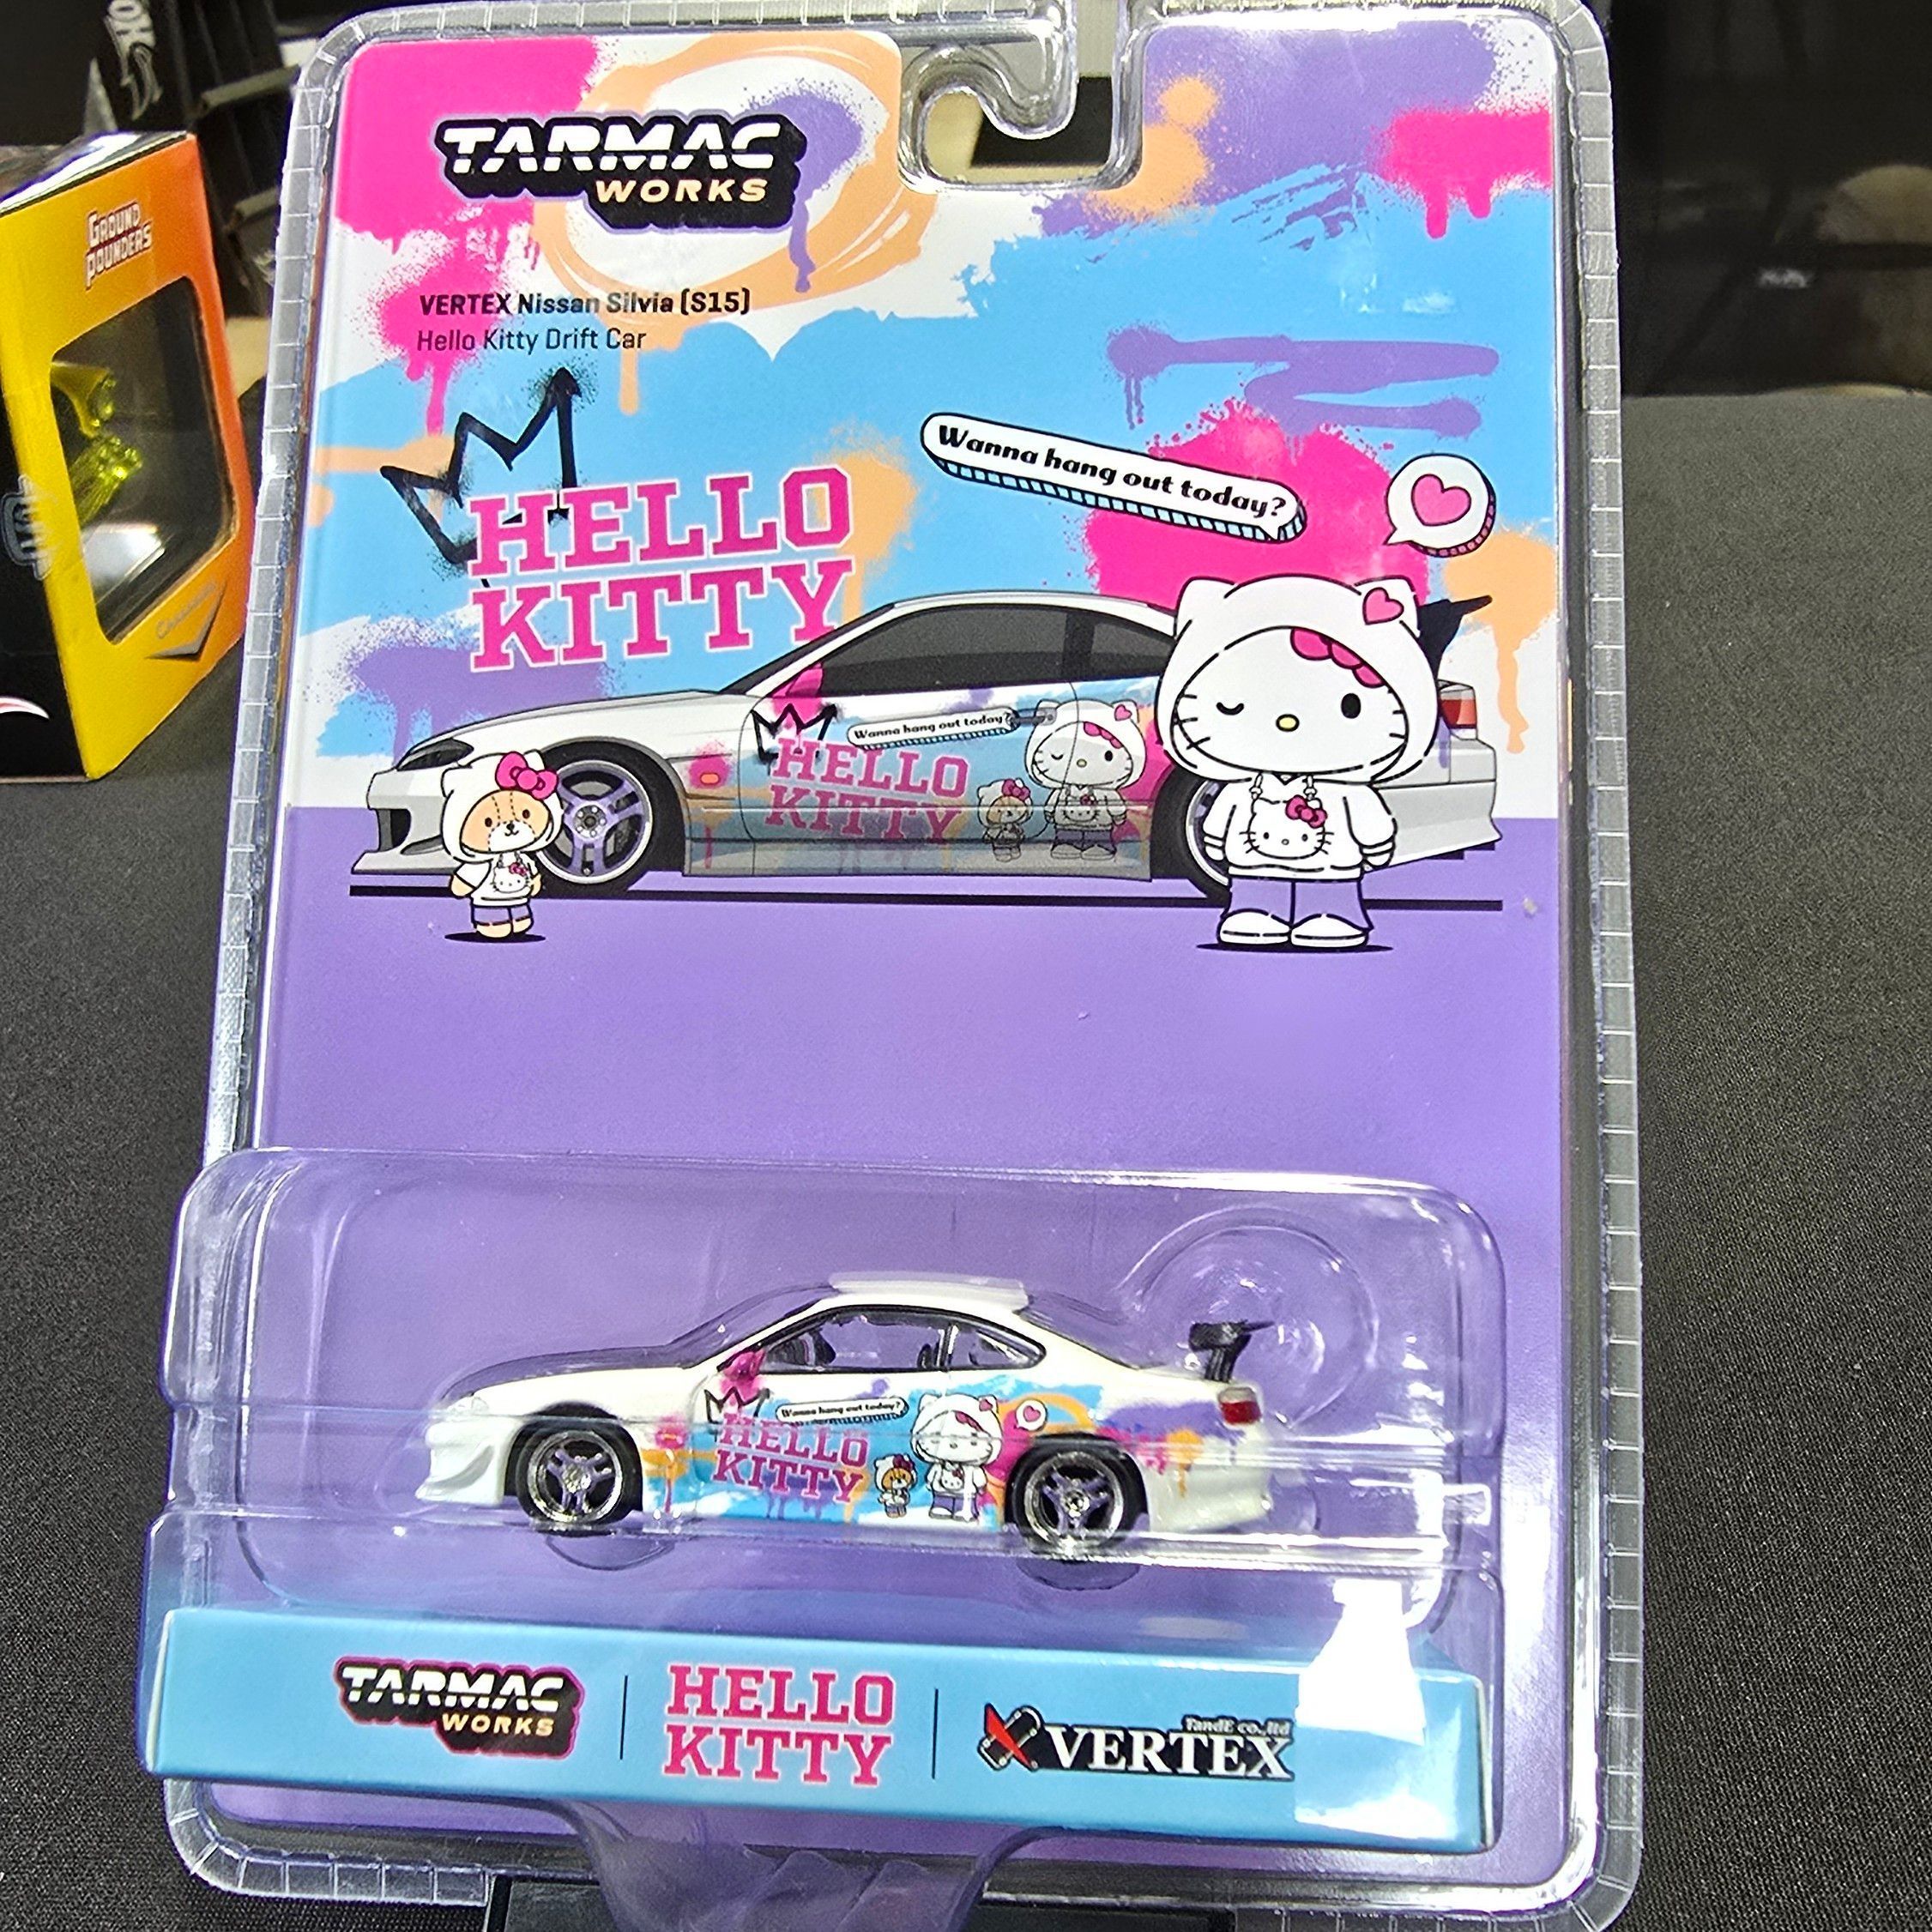 TARMAC
WORKS
GROUND
POUNDERS
VERTEX Nissan Silvia (S15)
Hello Kitty Drift Car
Wanna hang out today?
HELLO
KITTY
Wanna hang out today?
HELLO
KITTY
Wanna hang out today?
HELLO
KITTY
TARMAC
WORKS
HELLO
KITTY
TandE co.,ltd
VERTEX